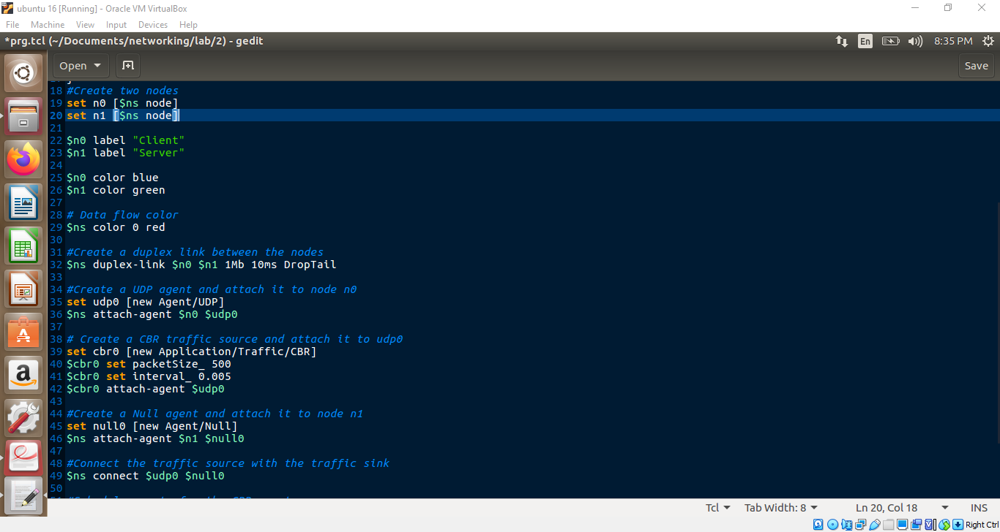 ubuntu 16 [Running] - Oracle VM VirtualBox
File Machine View Input Devices Help
*prg.tcl (~/Documents/networking/lab/2) - gedit En 8:35 PM
Open Save
18 #Create two nodes
19 set n0 [$ns node]
20 set n1 [$ns node]
21
22 $n0 label "Client"
23 $n1 label "Server"
24
25 $n0 color blue
26 $n1 color green
27
28 # Data flow color
29 $ns color 0 red
30
31 #Create a duplex link between the nodes
32 $ns duplex-link $n0 $n1 1Mb 10ms DropTail
33
34 #Create a UDP agent and attach it to node n0
35 set udp0 [new Agent/UDP]
36 $ns attach-agent $n0 $udp0
37
38 # Create a CBR traffic source and attach it to udp0
39 set cbr0 [new Application/Traffic/CBR]
40 $cbr0 set packetSize_ 500
41 $cbr0 set interval_ 0.005
42 $cbr0 attach-agent $udp0
43
44 #Create a Null agent and attach it to node n1
45 set null0 [new Agent/Null]
46 $ns attach-agent $n1 $null0
47
48 #Connect the traffic source with the traffic sink
49 $ns connect $udp0 $null0
50
Tcl Tab Width: 8 Ln 20, Col 18 INS
Right Ctrl